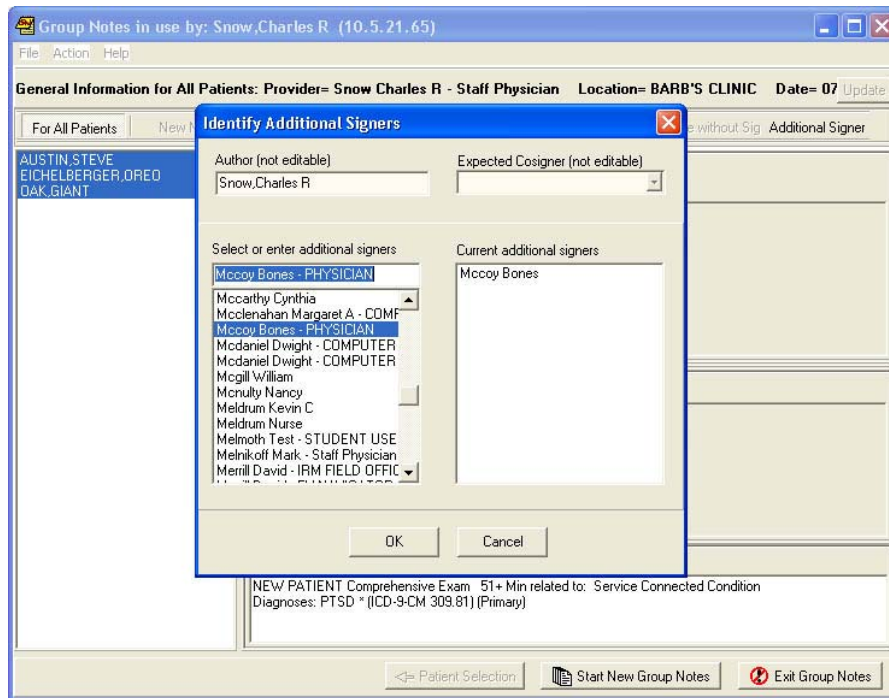 Group Notes in use by: Snow,Charles R (10.5.21.65)
File Action Help
General Information for All Patients: Provider= Snow Charles R - Staff Physician Location= BARB'S CLINIC Date= 07 Update
For All Patients New Identify Additional Signers without Sig Additional Signer
AUSTIN,STEVE
EICHELBERGER,OREO
OAK,GIANT
Author (not editable) Expected Cosigner (not editable)
Snow,Charles R
Select or enter additional signers Current additional signers
Mccoy Bones - PHYSICIAN Mccoy Bones
Mccarthy Cynthia
Mcclenahan Margaret A - COMP
Mccoy Bones - PHYSICIAN
Mcdaniel Dwight - COMPUTER
Mcdaniel Dwight - COMPUTER
Mcgill William
Mcnulty Nancy
Meldrum Kevin C
Meldrum Nurse
Melmoth Test - STUDENT USE
Melnikoff Mark - Staff Physician
Merrill David - IRM FIELD OFFIC
OK Cancel
NEW PATIENT Comprehensive Exam 51+ Min related to: Service Connected Condition
Diagnoses: PTSD * (ICD-9-CM 309.81) (Primary)
<= Patient Selection Start New Group Notes Exit Group Notes